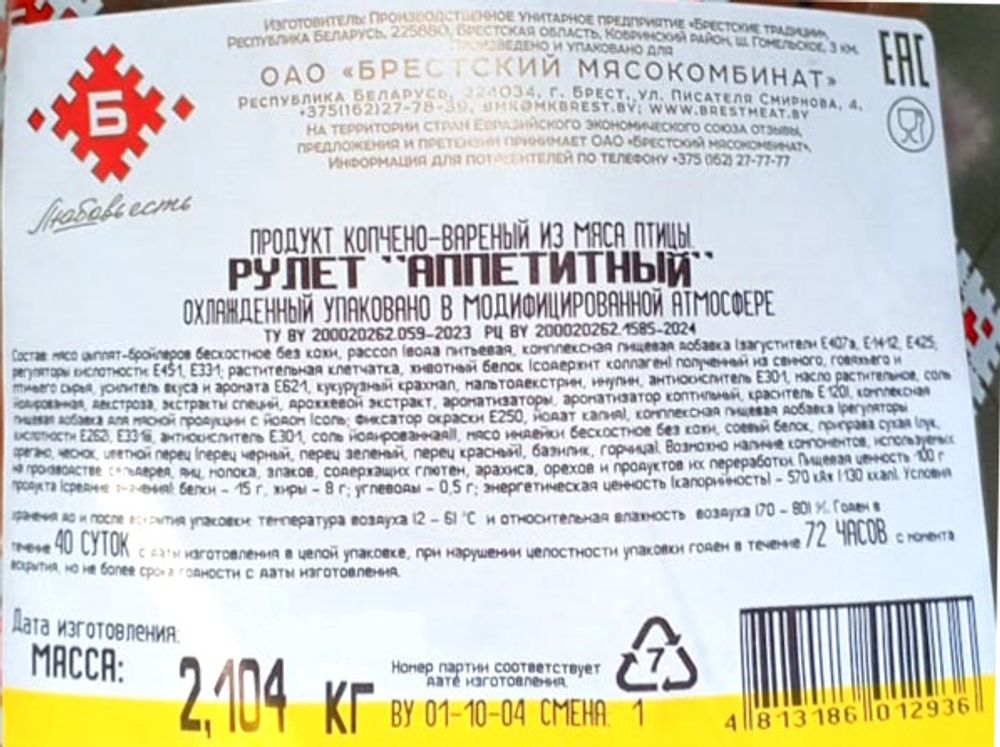 Изготовитель: Производственное унитарное предприятие «Брестские традиции»,
Республика Беларусь, 225880, Брестская область, Кобринский район, ш. Гомельское, 3 км.
произведено и упаковано для
ОАО «БРЕСТСКИЙ МЯСОКОМБИНАТ»
Республика Беларусь, 224034, г. Брест, ул. Писателя Смирнова, 4,
+375(162)27-78-39, BMK@MKBREST.BY; WWW.BRESTMEAT.BY
На территории стран Евразийского экономического союза отзывы,
предложения и претензии принимает ОАО «Брестский мясокомбинат».
Информация для потребителей по телефону +375 (162) 27-77-77
ЕАС
Б
Любовь есть
ПРОДУКТ КОПЧЕНО-ВАРЕНЫЙ ИЗ МЯСА ПТИЦЫ.
РУЛЕТ "АППЕТИТНЫЙ"
ОХЛАЖДЕННЫЙ УПАКОВАНО В МОДИФИЦИРОВАННОЙ АТМОСФЕРЕ
ТУ BY 200020262.059-2023 РЦ BY 200020262.1585-2024
Состав: мясо цыплят-бройлеров бескостное без кожи, рассол (вода питьевая, комплексная пищевая добавка (загустители Е407а, Е1412, Е425,
регуляторы кислотности: Е451, Е331; растительная клетчатка, животный белок (содержит коллаген) полученный из свиного, говяжьего и
птичьего сырья, усилитель вкуса и аромата Е621, кукурузный крахмал, мальтодекстрин, инулин, антиокислитель Е301, масло растительное, соль
йодированная, декстроза, экстракты специй, дрожжевой экстракт, ароматизаторы, ароматизатор коптильный, краситель Е120), комплексная
пищевая добавка для мясной продукции с йодом (соль; фиксатор окраски Е250, йодат калия), комплексная пищевая добавка (регуляторы
кислотности Е262i, Е331iii, антиокислитель Е301, соль йодированная)), мясо индейки бескостное без кожи, соевый белок, приправа сухая (лук,
орегано, чеснок, цветной перец (перец черный, перец зеленый, перец красный), базилик, горчица). Возможно наличие компонентов, используемых
на производстве: сельдерея, яиц, молока, злаков, содержащих глютен, арахиса, орехов и продуктов их переработки. Пищевая ценность 100 г
продукта (средние значения): белки - 15 г, жиры - 8 г; углеводы - 0,5 г; энергетическая ценность (калорийность) - 570 кДж (130 ккал). Условия
хранения до и после вскрытия упаковки: температура воздуха (2 - 6) °С и относительная влажность воздуха (70 - 80) %. Годен в
течение 40 СУТОК с даты изготовления в целой упаковке, при нарушении целостности упаковки годен в течение 72 ЧАСОВ с момента
вскрытия, но не более срока годности с даты изготовления.
Дата изготовления:
МАССА: 2,104 КГ
Номер партии соответствует
дате изготовления.
BY 01-10-04 СМЕНА: 1
7
4 813186 012936